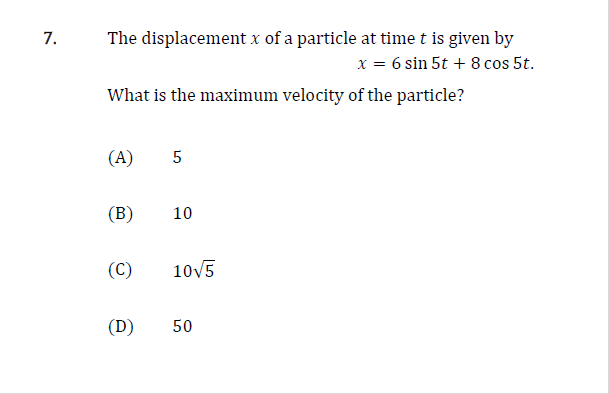 7. The displacement x of a particle at time t is given by
x = 6 sin 5t + 8 cos 5t.
What is the maximum velocity of the particle?
(A) 5
(B) 10
(C) 10√5
(D) 50